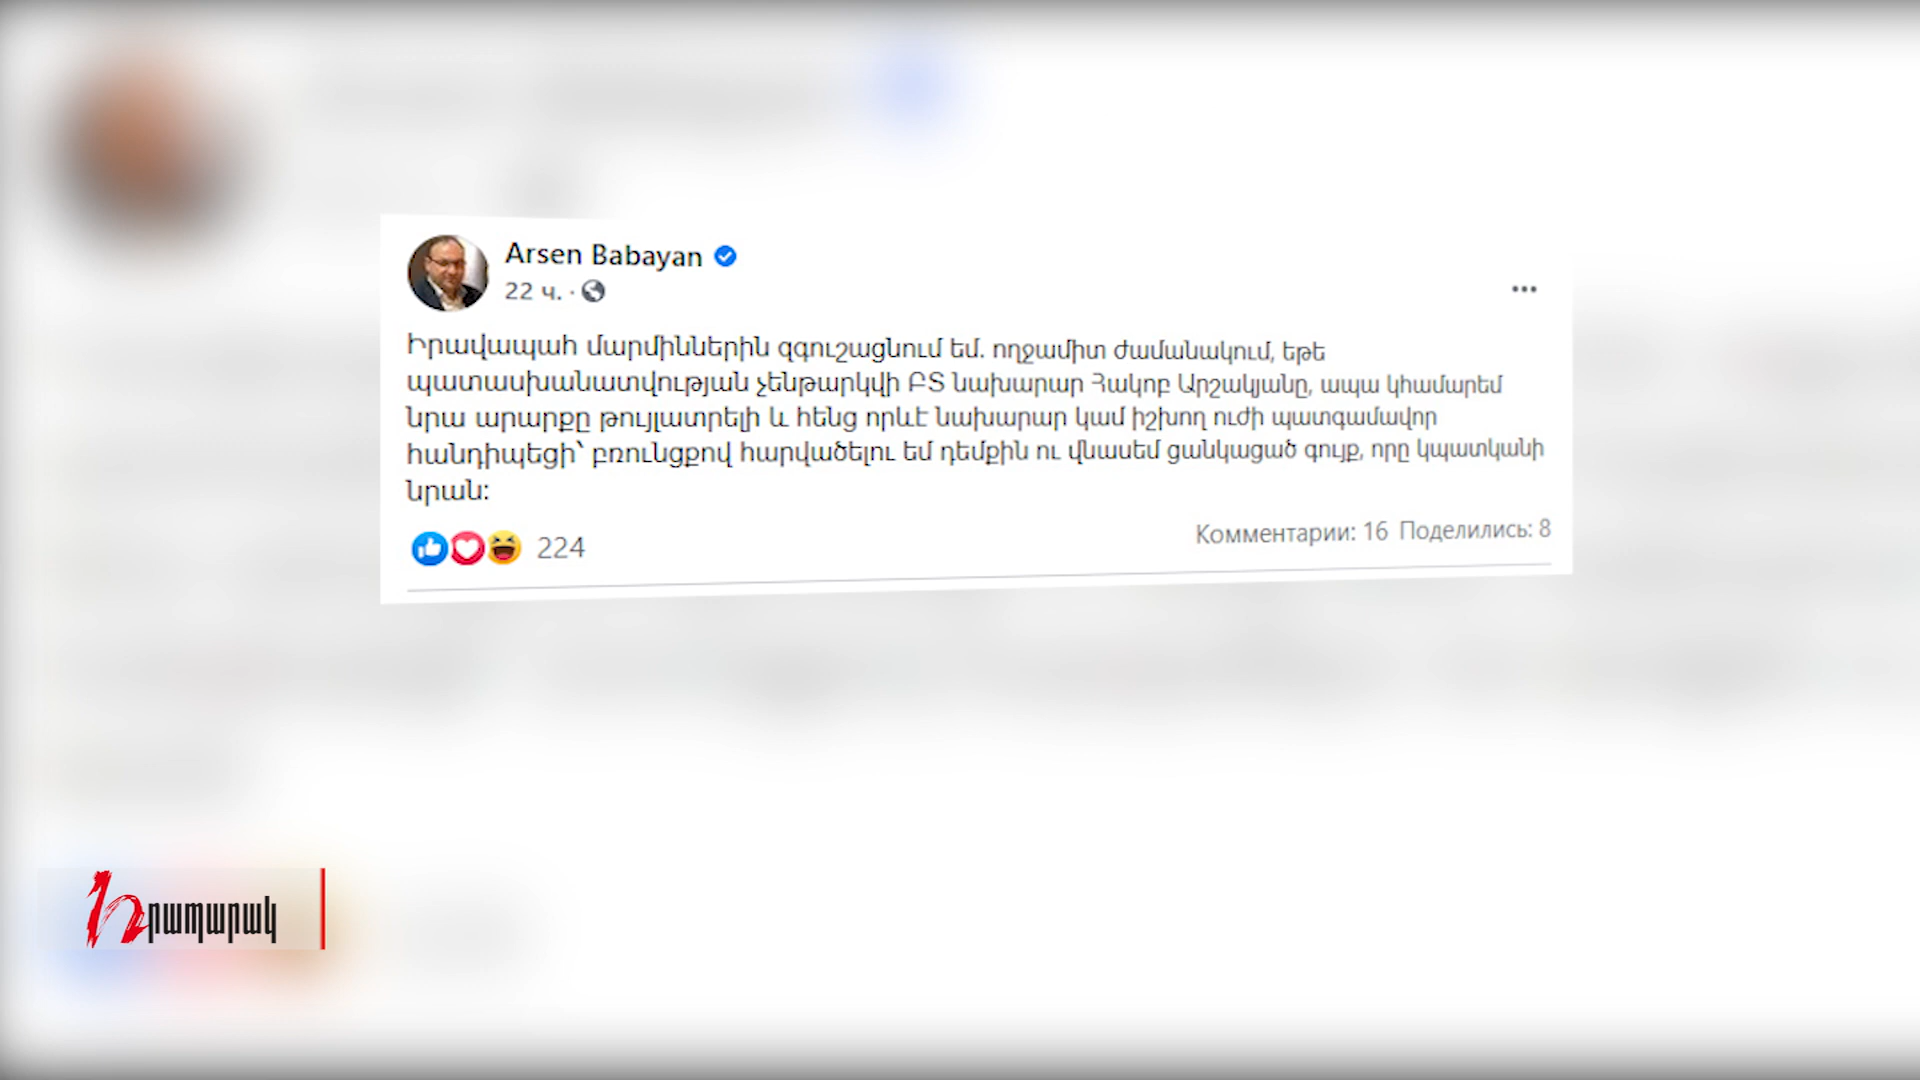 Arsen Babayan
22 ч. ·
Իրավապահ մարմիններին զգուշացնում եմ. ողջամիտ ժամանակում, եթե
պատասխանատվության չենթարկվի ԲՏ նախարար Հակոբ Արշակյանը, ապա կհամարեմ
նրա արարքը թույլատրելի և հենց որևէ նախարար կամ իշխող ուժի պատգամավոր
հանդիպեցի՝ բռունցքով հարվածելու եմ դեմքին ու վնասեմ ցանկացած գույք, որը կպատկանի
նրան:
224
Комментарии: 16 Поделились: 8
Հրապարակ